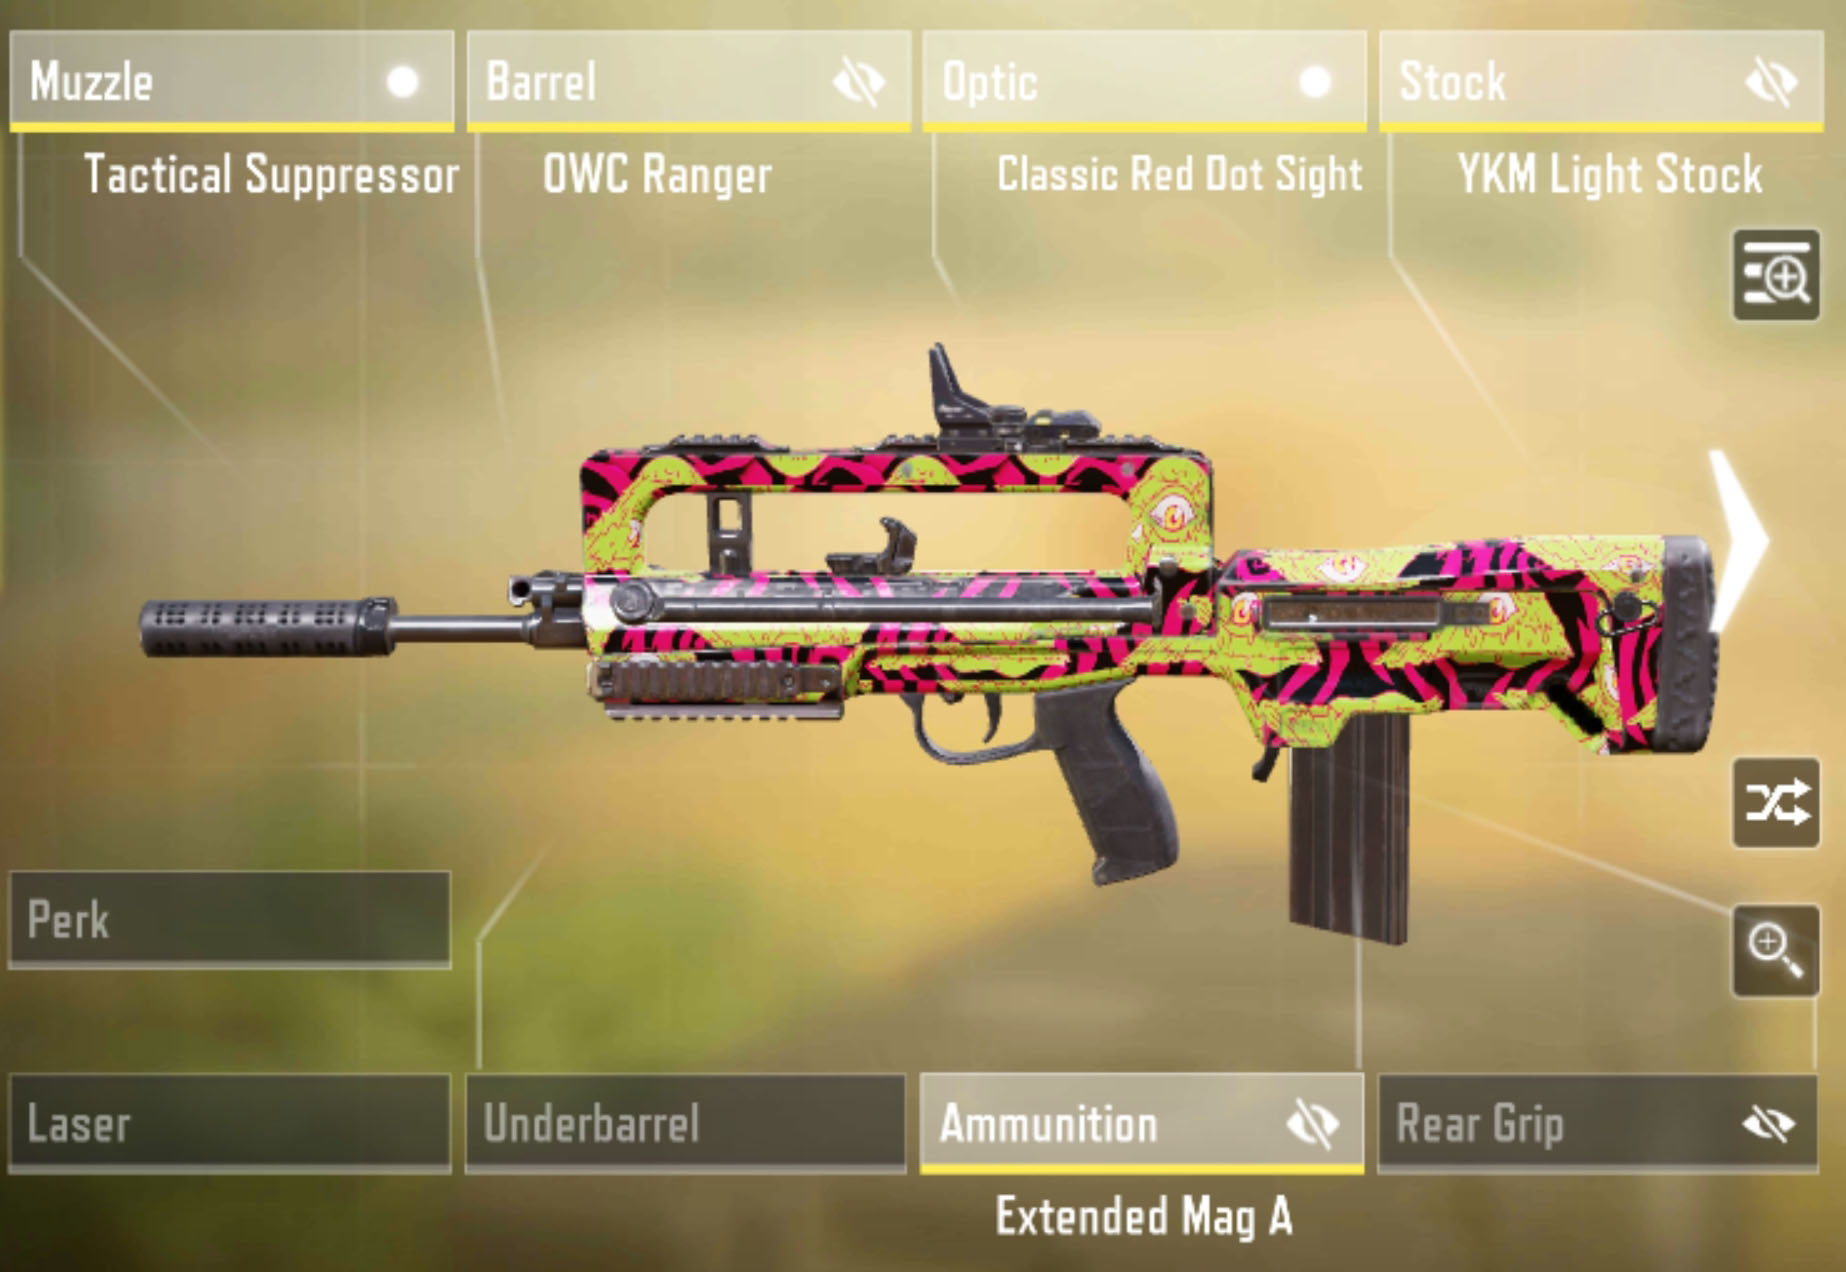 Muzzle
Barrel
Optic
Stock
Tactical Suppressor
OWC Ranger
Classic Red Dot Sight
YKM Light Stock
Perk
Laser
Underbarrel
Ammunition
Rear Grip
Extended Mag A